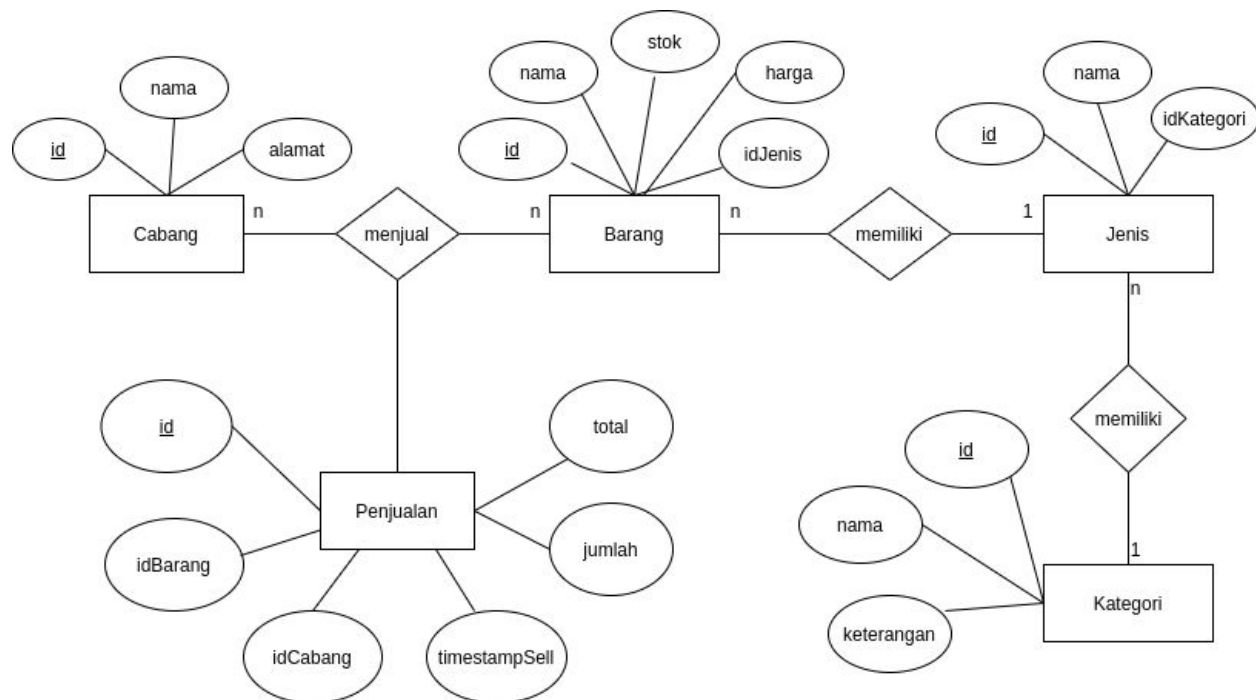 nama
id
alamat
Cabang
n
menjual
n
stok
nama
harga
id
idJenis
Barang
n
memiliki
1
nama
id
idKategori
Jenis
n
memiliki
1
id
nama
keterangan
Kategori
id
total
Penjualan
idBarang
jumlah
idCabang
timestampSell